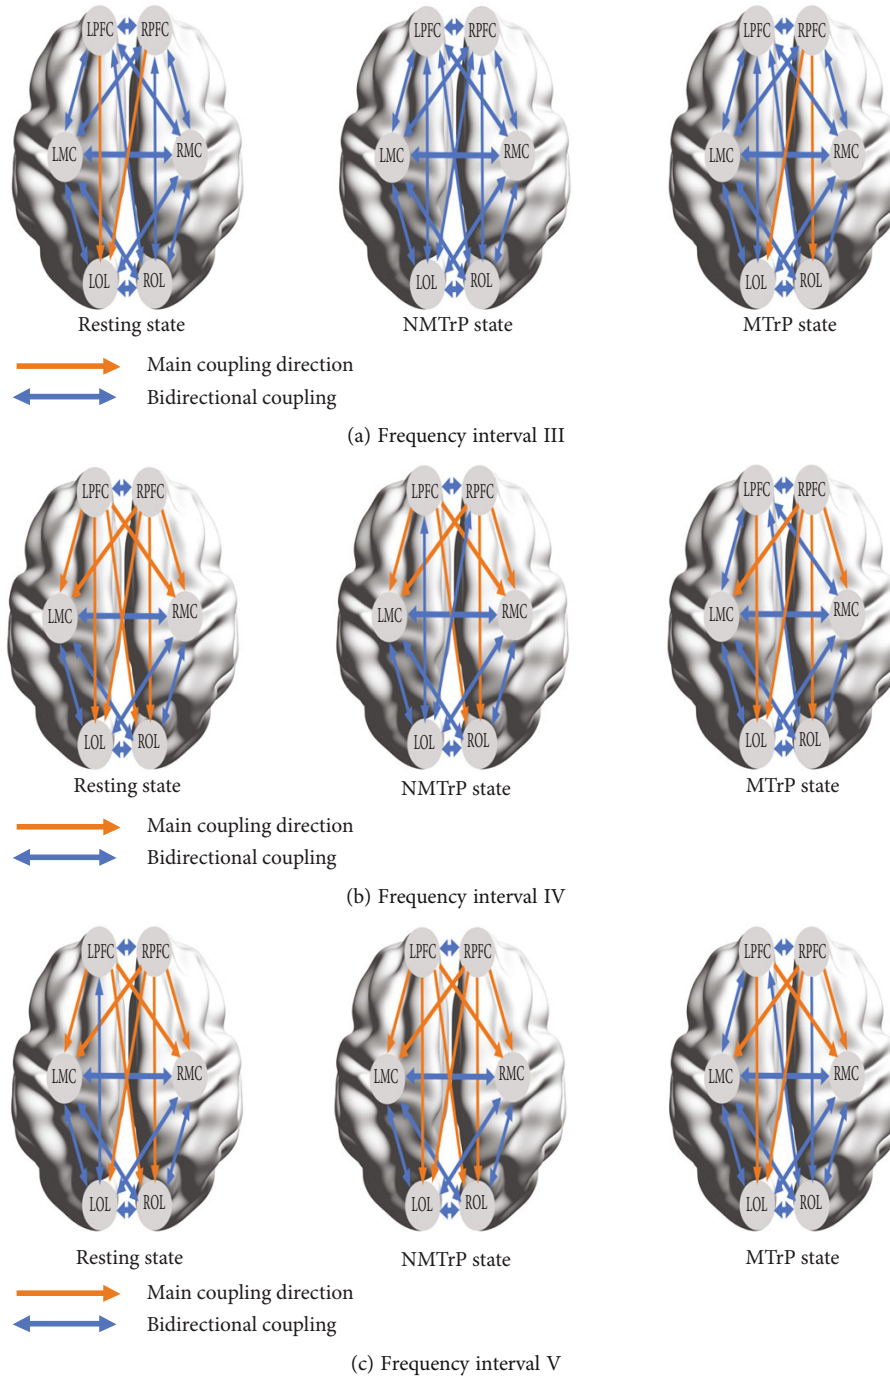 LPFC RPFC LPFC RPFC LPFC RPFC
LMC RMC LMC RMC LMC RMC
LOL ROL LOL ROL LOL ROL
Resting state NMTrP state MTrP state
Main coupling direction
Bidirectional coupling
(a) Frequency interval III
LPFC RPFC LPFC RPFC LPFC RPFC
LMC RMC LMC RMC LMC RMC
LOL ROL LOL ROL LOL ROL
Resting state NMTrP state MTrP state
Main coupling direction
Bidirectional coupling
(b) Frequency interval IV
LPFC RPFC LPFC RPFC LPFC RPFC
LMC RMC LMC RMC LMC RMC
LOL ROL LOL ROL LOL ROL
Resting state NMTrP state MTrP state
Main coupling direction
Bidirectional coupling
(c) Frequency interval V